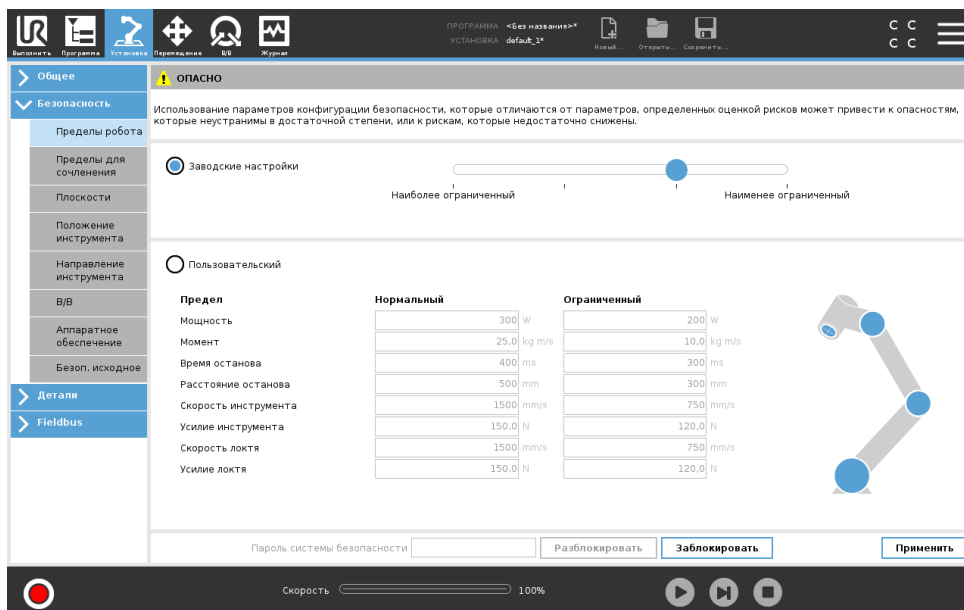 ПРОГРАММА <Без названия>*
УСТАНОВКА default_1*
Выполнить Программа Установка Перемещение В/В Журнал Новый... Открыть... Сохранить...
C C
C C
Общее
Безопасность
Пределы робота
Пределы для
сочленения
Плоскости
Положение
инструмента
Направление
инструмента
В/В
Аппаратное
обеспечение
Безоп. исходное
Детали
Fieldbus
ОПАСНО
Использование параметров конфигурации безопасности, которые отличаются от параметров, определенных оценкой рисков может привести к опасностям,
которые неустранимы в достаточной степени, или к рискам, которые недостаточно снижены.
Заводские настройки
Наиболее ограниченный Наименее ограниченный
Пользовательский
Предел Нормальный Ограниченный
Мощность 300 W 200 W
Момент 25,0 kg m/s 10,0 kg m/s
Время останова 400 ms 300 ms
Расстояние останова 500 mm 300 mm
Скорость инструмента 1500 mm/s 750 mm/s
Усилие инструмента 150,0 N 120,0 N
Скорость локтя 1500 mm/s 750 mm/s
Усилие локтя 150,0 N 120,0 N
Пароль системы безопасности Разблокировать Заблокировать Применить
Скорость 100%